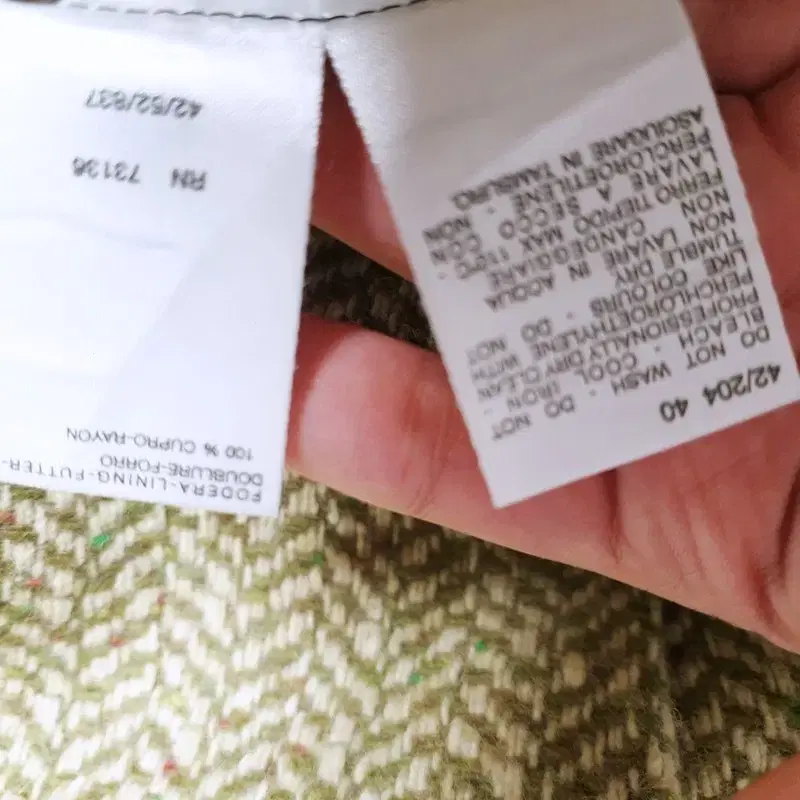 FODERA-LINING-FUTTER-
DOUBLURE-FORRO
100 % CUPRO-RAYON
RN 73136
42/52/837
42/204 40
DO NOT WASH - DO NOT
BLEACH - COOL IRON -
PROFESSIONALLY DRY CLEAN
PERCHLOROETHYLENE WITH
LIKE COLOURS - DO NOT
TUMBLE DRY
NON LAVARE IN ACQUA
NON CANDEGGIARE
FERRO TIEPIDO MAX 110°C -
LAVARE A SECCO CON
PERCLOROETILENE - NON
ASCIUGARE IN TAMBURO